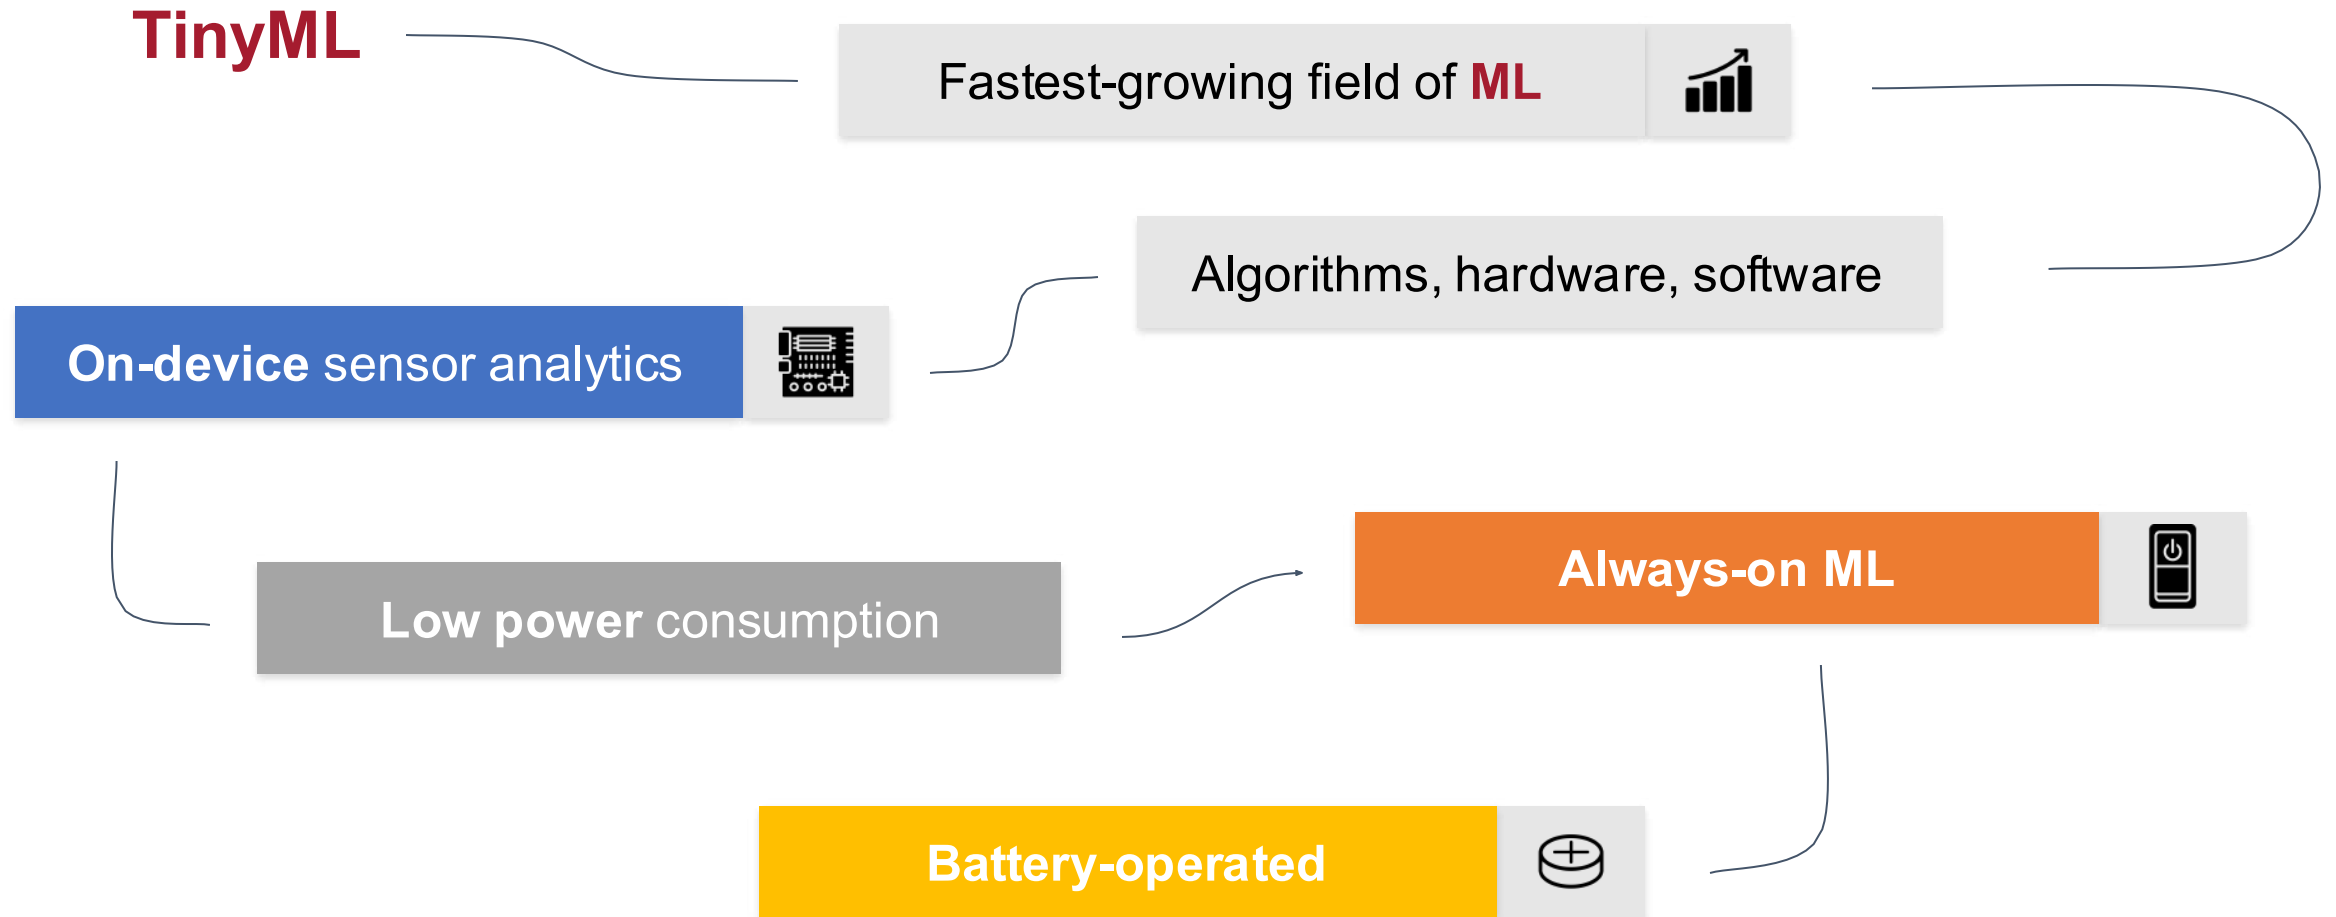 TinyML
Fastest-growing field of ML
Algorithms, hardware, software
On-device sensor analytics
Low power consumption
Always-on ML
Battery-operated